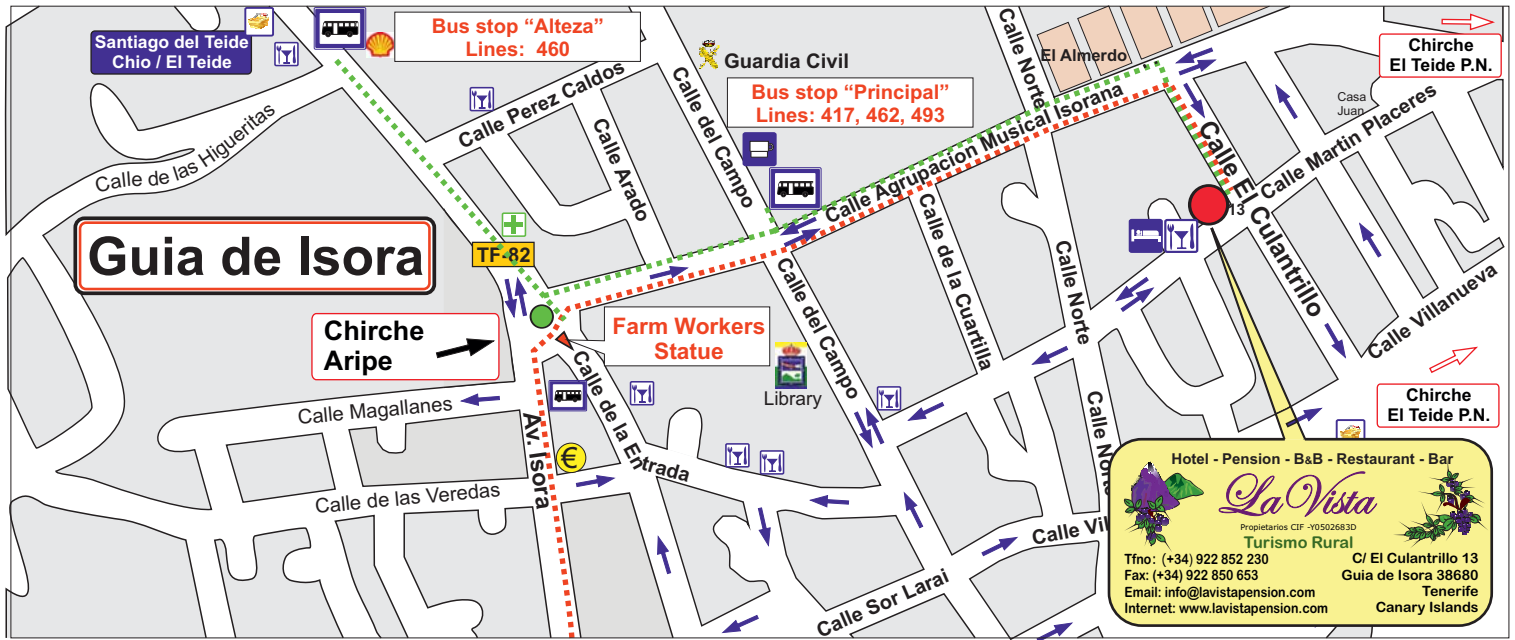 Santiago del Teide
Chio / El Teide
Bus stop “Alteza”
Lines: 460
Guardia Civil
Bus stop “Principal”
Lines: 417, 462, 493
Calle Norte
El Almerdo
Chirche
El Teide P.N.
Casa
Juan
Calle de las Higueritas
Calle Perez Caldos
Calle Arado
Calle del Campo
Calle Agrupacion Musical Isorana
Calle El Culantrillo
Calle Martin Placeres
13
Guia de Isora
TF-82
Chirche
Aripe
Farm Workers
Statue
Calle del Campo
Calle de la Cuartilla
Calle Norte
Calle Villanueva
Library
Calle Magallanes
Av. Isora
Calle de la Entrada
€
Calle de las Veredas
Calle Norte
Calle Vil
Calle Sor Larai
Chirche
El Teide P.N.
Hotel - Pension - B&B - Restaurant - Bar
La Vista
Propietarios CIF -Y0502683D
Turismo Rural
Tfno: (+34) 922 852 230
Fax: (+34) 922 850 653
Email: info@lavistapension.com
Internet: www.lavistapension.com
C/ El Culantrillo 13
Guia de Isora 38680
Tenerife
Canary Islands